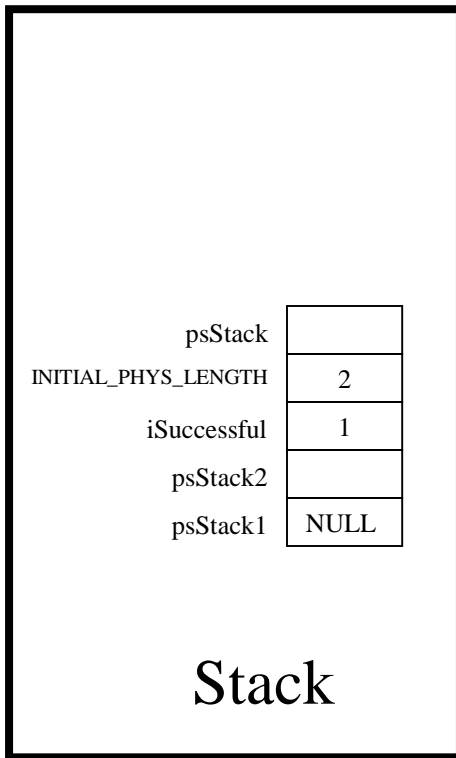 psStack
INITIAL_PHYS_LENGTH 2
iSuccessful 1
psStack2
psStack1 NULL
Stack